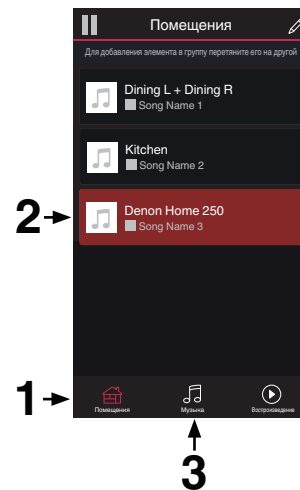 Помещения
Для добавления элемента в группу перетяните его на другой
Dining L + Dining R
Song Name 1
Kitchen
Song Name 2
2
Denon Home 250
Song Name 3
1
Помещения
Музыка
Воспроизведение
3